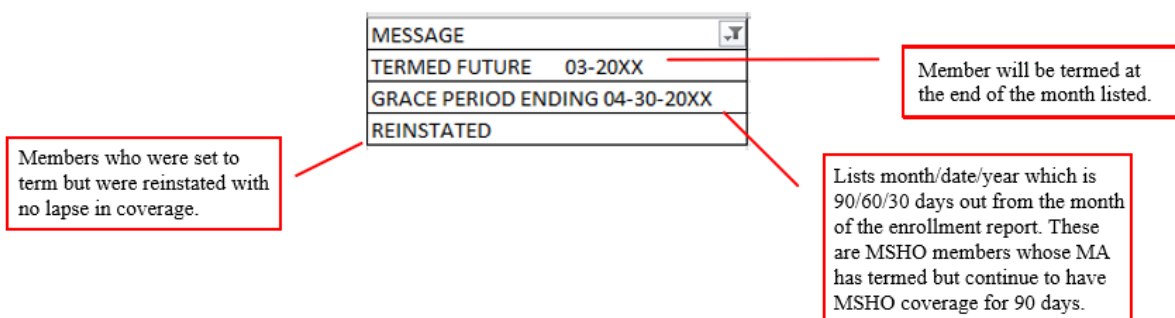 MESSAGE
TERMED FUTURE 03-20XX
GRACE PERIOD ENDING 04-30-20XX
REINSTATED
Member will be termed at
the end of the month listed.
Members who were set to
term but were reinstated with
no lapse in coverage.
Lists month/date/year which is
90/60/30 days out from the month
of the enrollment report. These
are MSHO members whose MA
has termed but continue to have
MSHO coverage for 90 days.